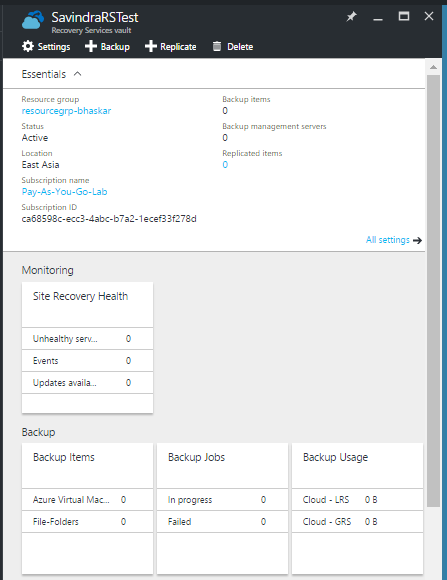 SavindraRSTest
Recovery Services vault
Settings Backup Replicate Delete
Essentials
Resource group Backup items
resourcegrp-bhaskar 0
Status Backup management servers
Active 0
Location Replicated items
East Asia 0
Subscription name
Pay-As-You-Go-Lab
Subscription ID
ca68598c-ecc3-4abc-b7a2-1ecef33f278d
All settings
Monitoring
Site Recovery Health
Unhealthy serv... 0
Events 0
Updates availa... 0
Backup
Backup Items Backup Jobs Backup Usage
Azure Virtual Mac... 0 In progress 0 Cloud - LRS 0 B
File-Folders 0 Failed 0 Cloud - GRS 0 B